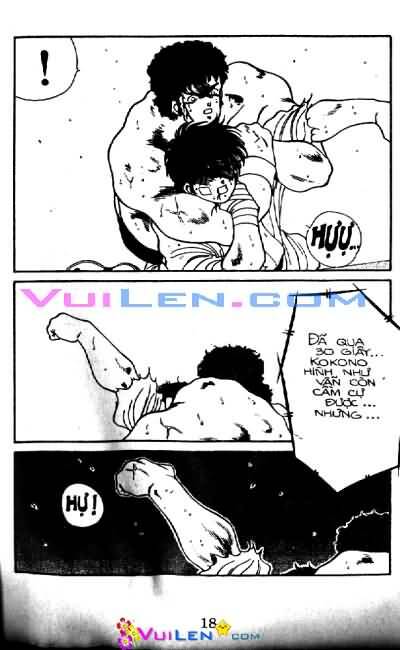 !
HỰ...
VUILEN.COM
ĐÃ QUA
30 GIÂY...
KOKONO
HÌNH NHƯ
VẪN CÒN
CẦM CỰ
ĐƯỢC...
NHƯNG...
HỰ!
18
VUILEN.COM